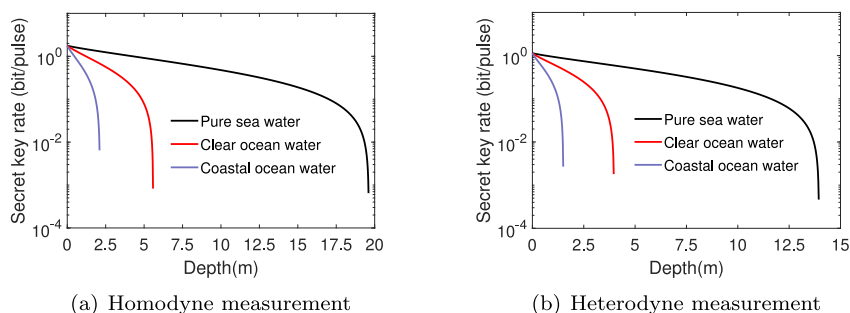 Secret key rate (bit/pulse)
10^0
10^-2
10^-4
Pure sea water
Clear ocean water
Coastal ocean water
0 2.5 5 7.5 10 12.5 15 17.5 20
Depth(m)
(a) Homodyne measurement
Secret key rate (bit/pulse)
10^0
10^-2
10^-4
Pure sea water
Clear ocean water
Coastal ocean water
0 2.5 5 7.5 10 12.5 15
Depth(m)
(b) Heterodyne measurement